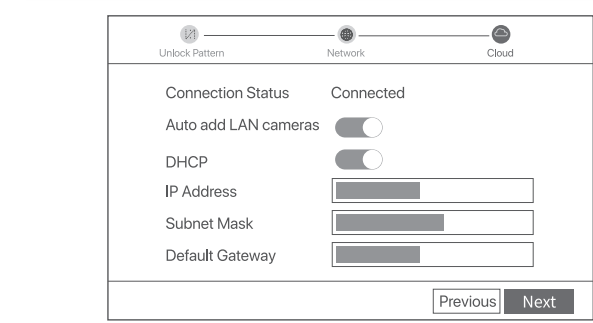 Unlock Pattern Network Cloud
Connection Status Connected
Auto add LAN cameras
DHCP
IP Address
Subnet Mask
Default Gateway
Previous Next